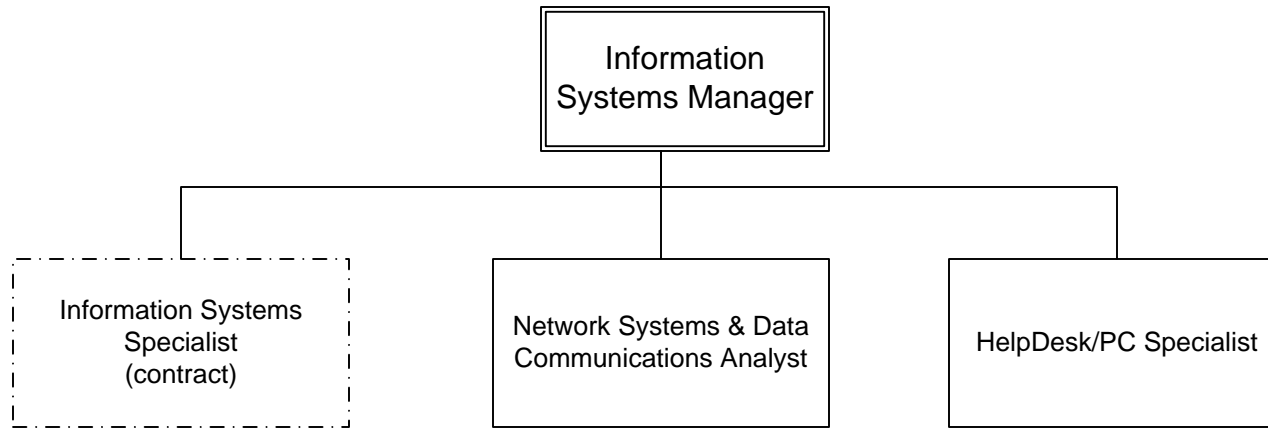 Information
Systems Manager
Information Systems
Specialist
(contract)
Network Systems & Data
Communications Analyst
HelpDesk/PC Specialist